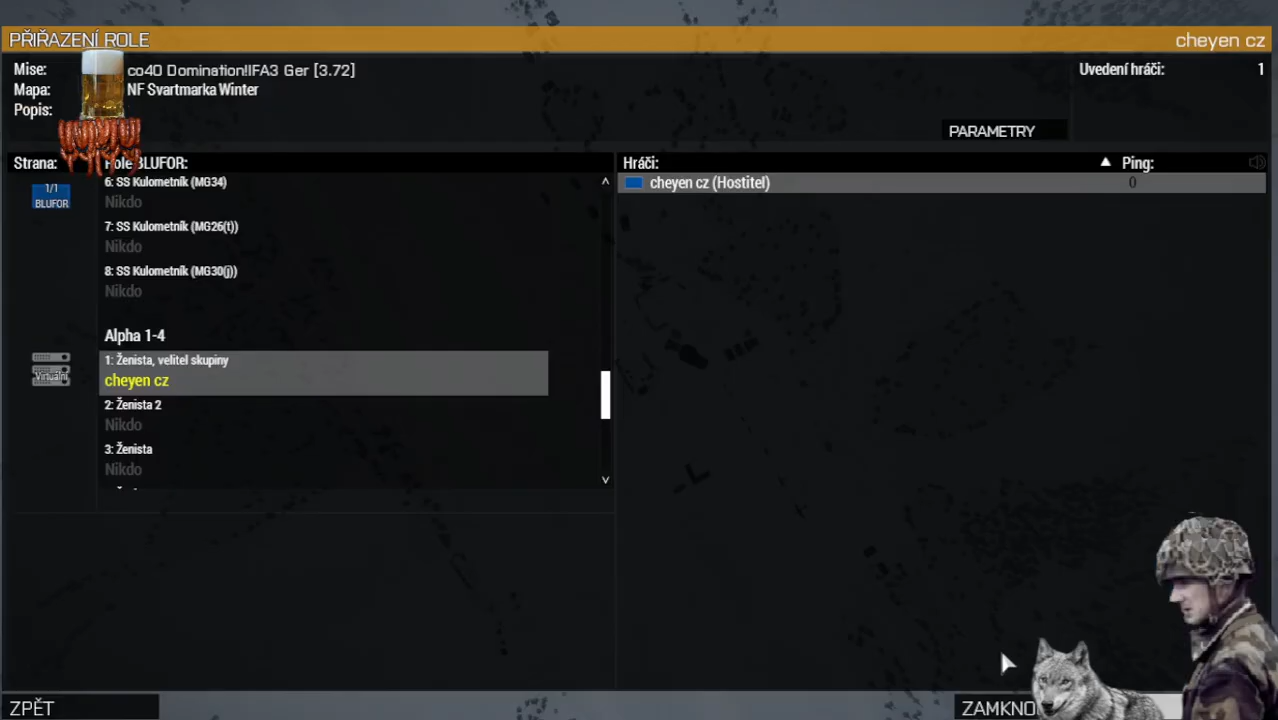 PŘIŘAZENÍ ROLE
cheyen cz
Mise: co40 Domination!IFA3 Ger [3.72]
Uvedení hráči: 1
Mapa: NF Svartmarka Winter
Popis:
PARAMETRY
Strana: BLUFOR:
Hráči: Ping:
cheyen cz (Hostitel) 0
1/1
BLUFOR
6: SS Kulometník (MG34)
Nikdo
7: SS Kulometník (MG26(t))
Nikdo
8: SS Kulometník (MG30(j))
Nikdo
Alpha 1-4
Virtuální
1: Ženista, velitel skupiny
cheyen cz
2: Ženista 2
Nikdo
3: Ženista
Nikdo
ZPĚT